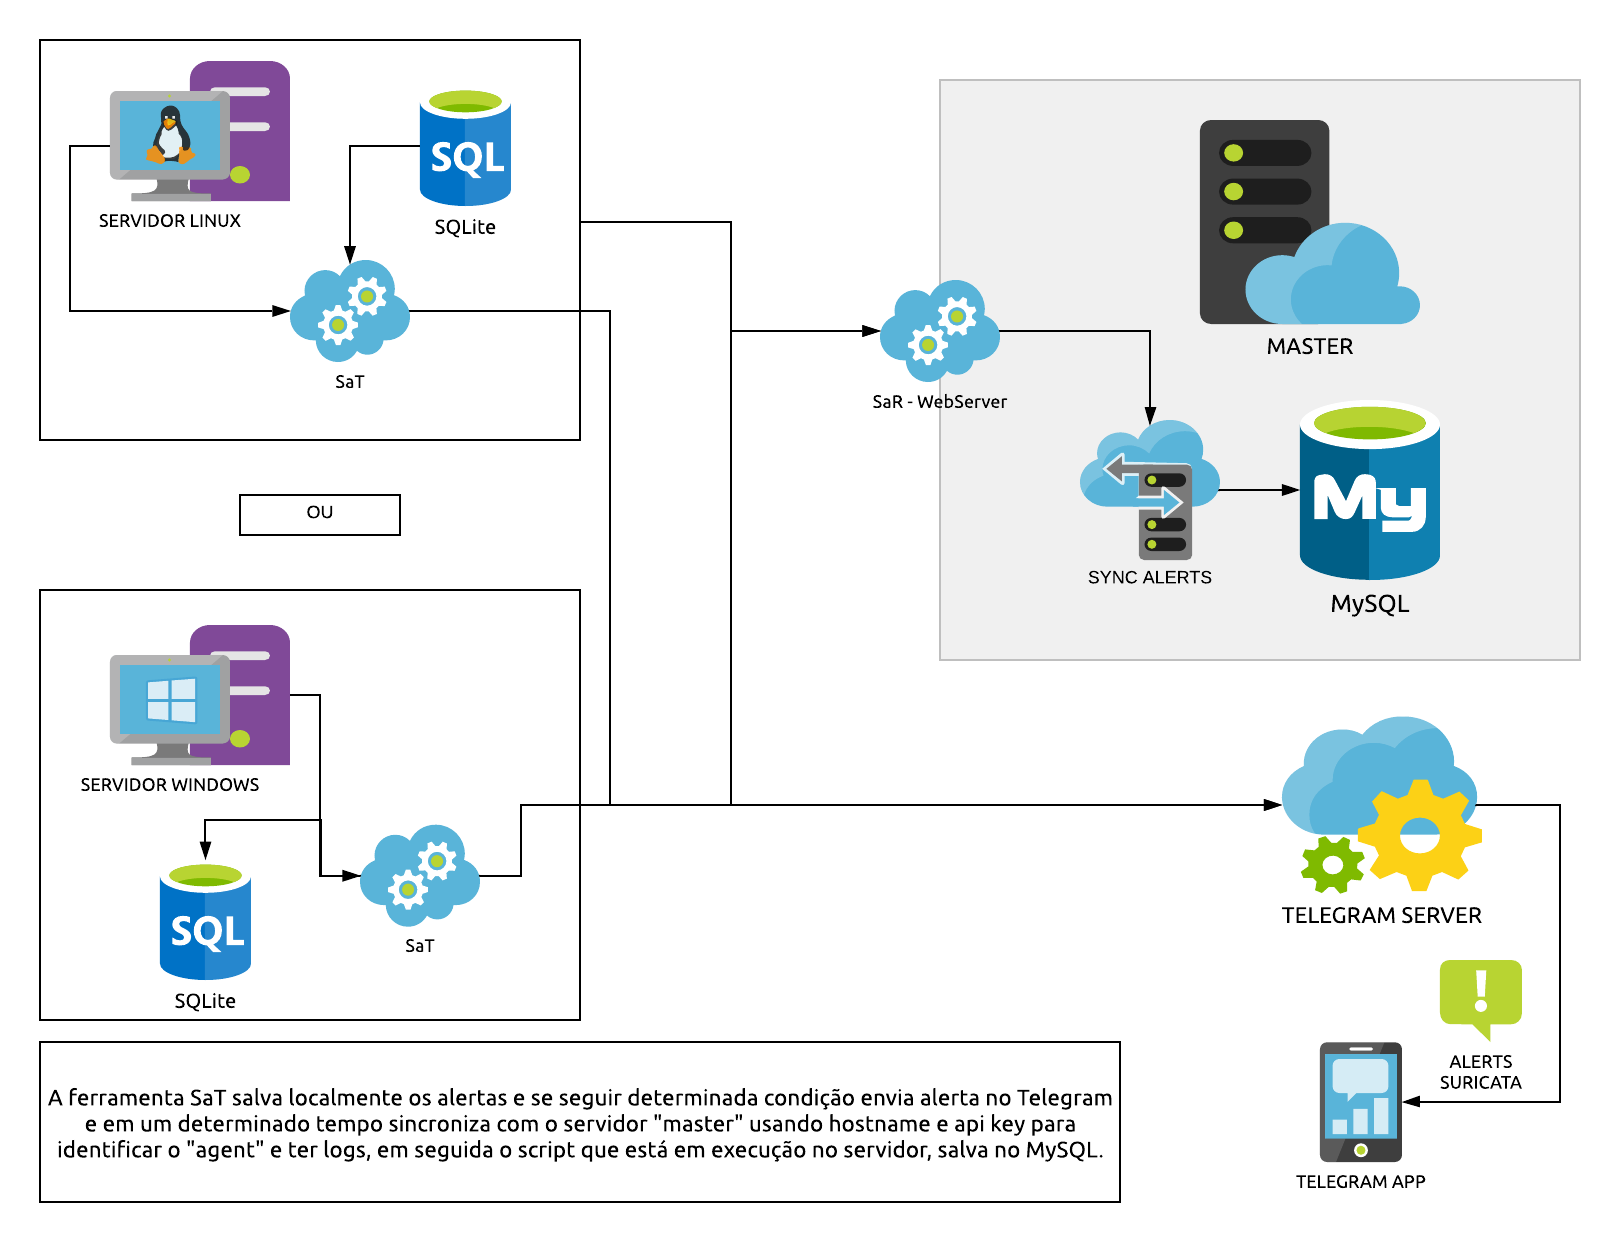 SERVIDOR LINUX
SQL
SQLite
SaT
MASTER
SaR - WebServer
My
SYNC ALERTS
MySQL
OU
SERVIDOR WINDOWS
SQL
SQLite
SaT
TELEGRAM SERVER
!
ALERTS
SURICATA
TELEGRAM APP
A ferramenta SaT salva localmente os alertas e se seguir determinada condição envia alerta no Telegram
e em um determinado tempo sincroniza com o servidor "master" usando hostname e api key para
identificar o "agent" e ter logs, em seguida o script que está em execução no servidor, salva no MySQL.